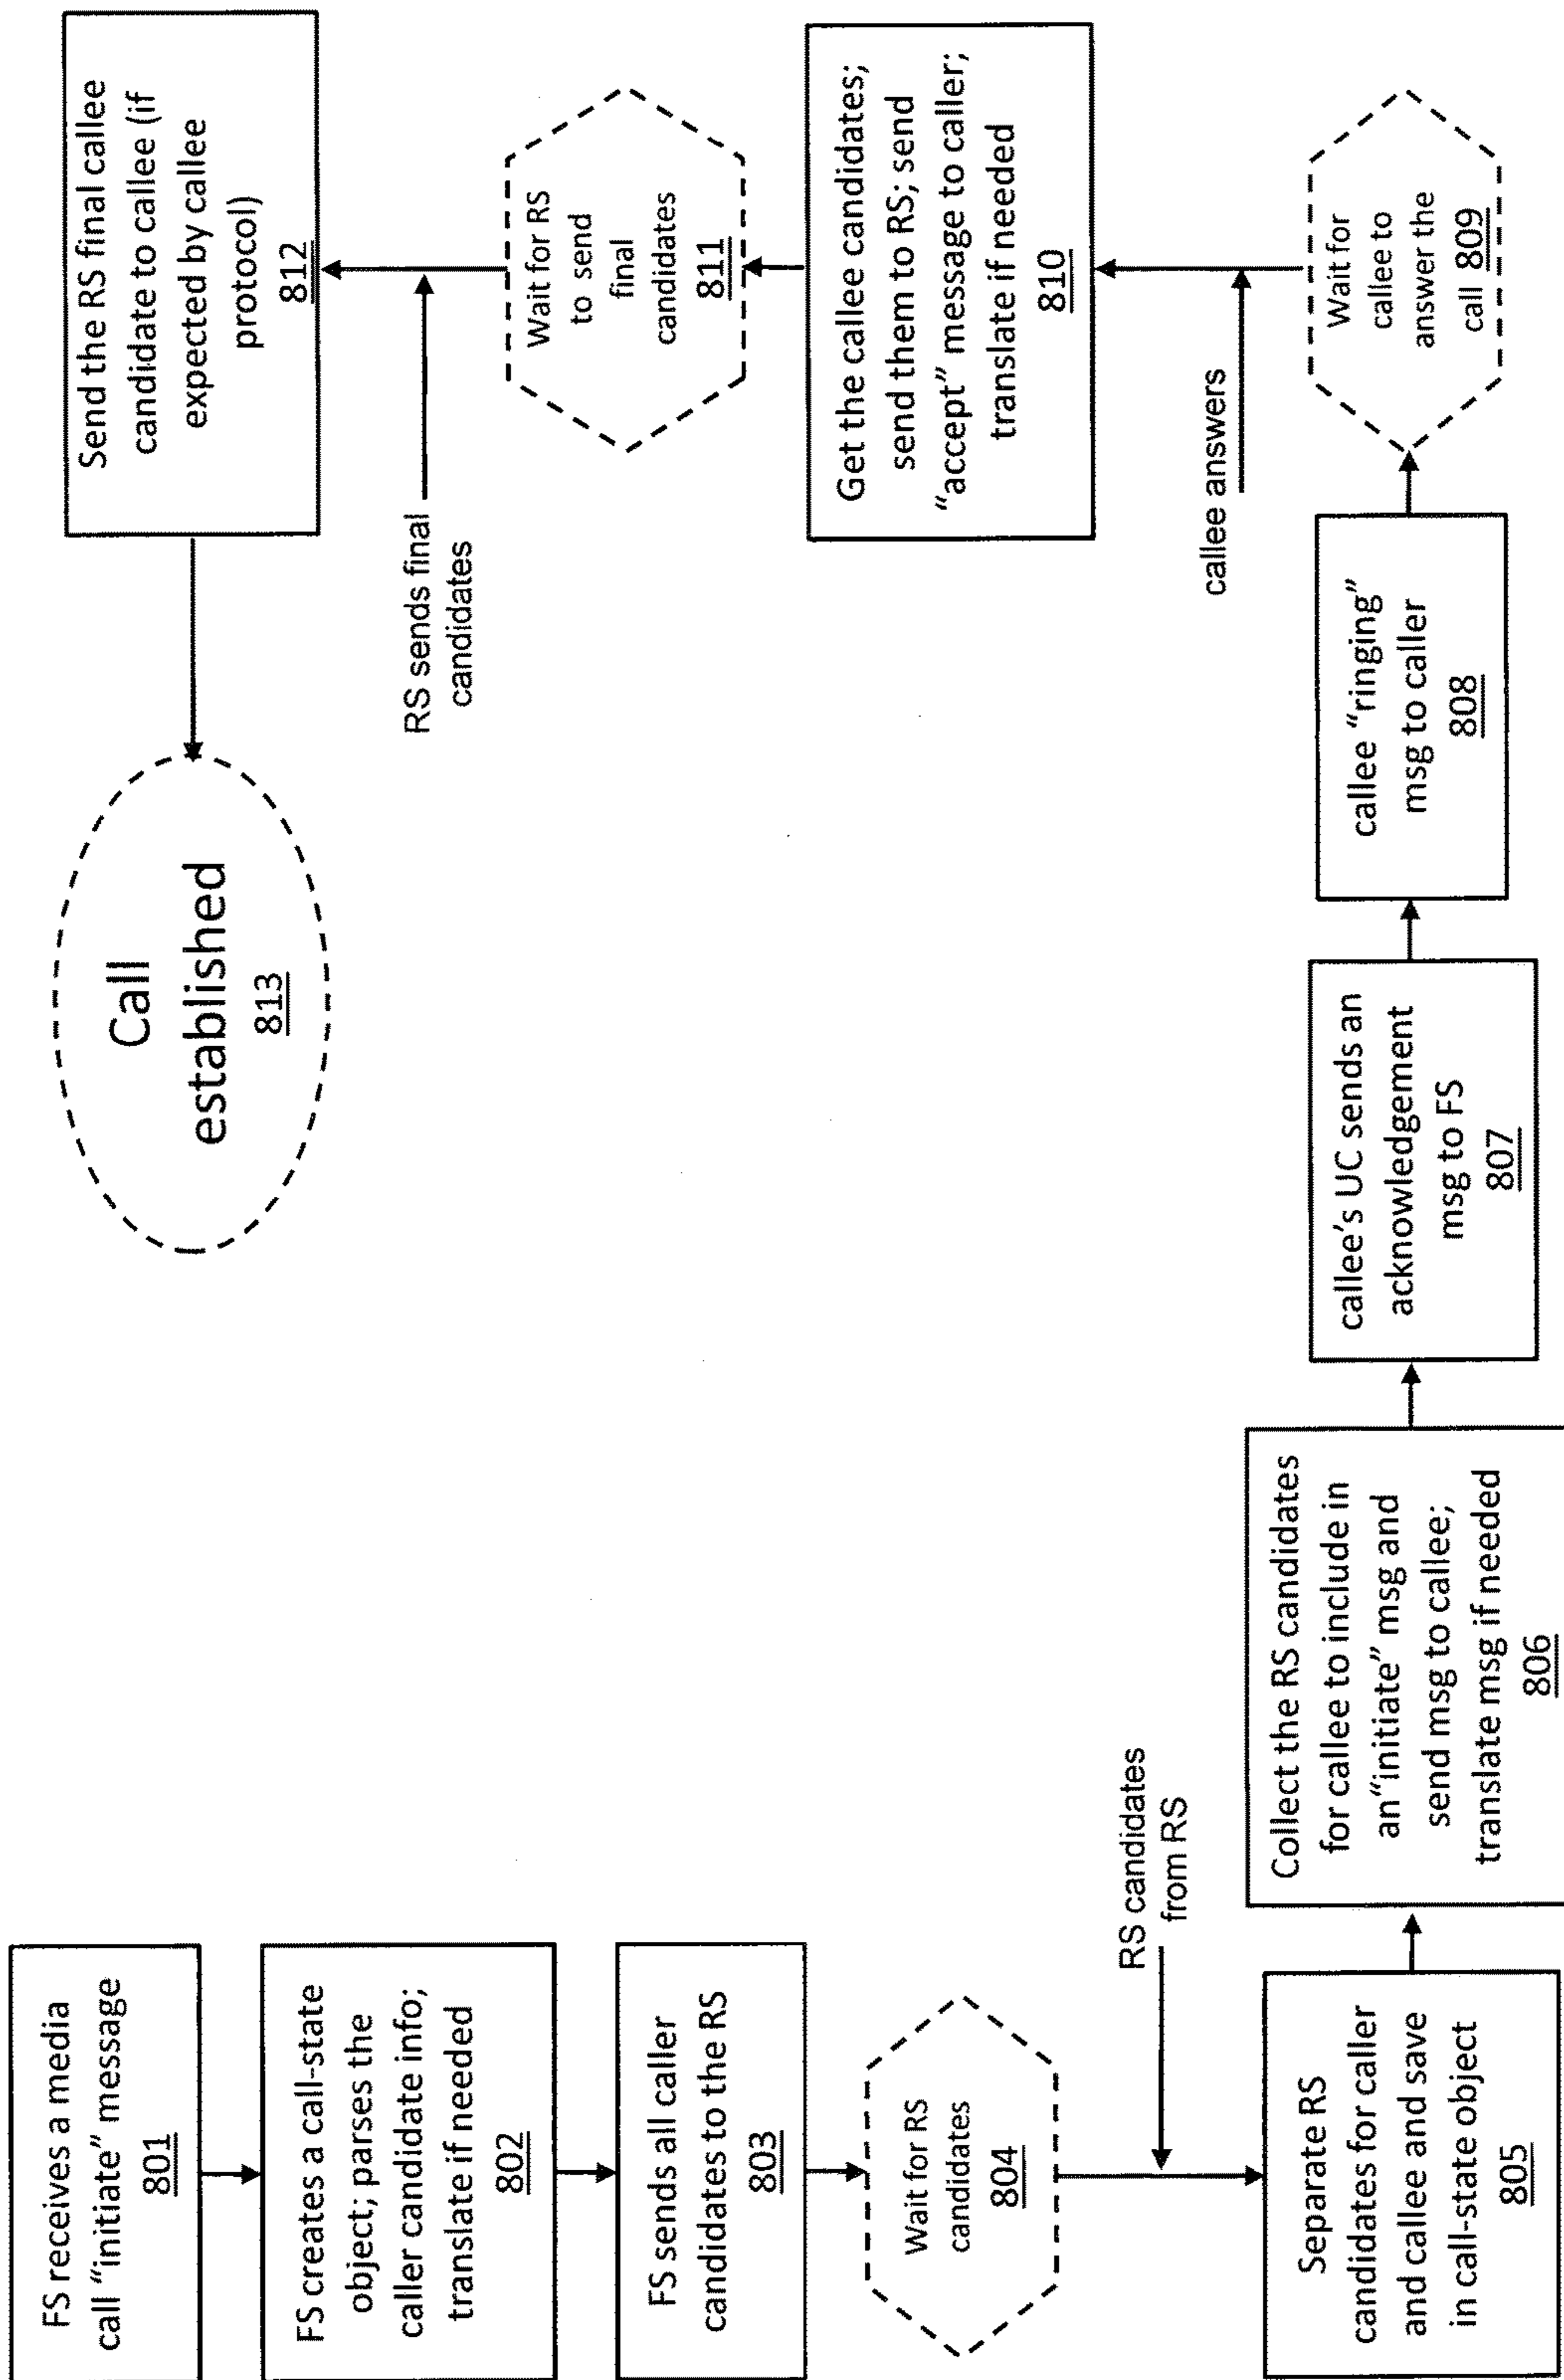 FS receives a media
call "initiate" message
801
FS creates a call-state
object; parses the
caller candidate info;
translate if needed
802
FS sends all caller
candidates to the RS
803
Wait for RS
candidates
804
RS candidates
from RS
Separate RS
candidates for caller
and callee and save
in call-state object
805
Collect the RS candidates
for callee to include in
an"initiate" msg and
send msg to callee;
translate msg if needed
806
callee's UC sends an
acknowledgement
msg to FS
807
callee "ringing"
msg to caller
808
Wait for
callee to
answer the
call 809
callee answers
Get the callee candidates;
send them to RS; send
"accept" message to caller;
translate if needed
810
Wait for RS
to send
final
candidates
811
RS sends final
candidates
Send the RS final callee
candidate to callee (if
expected by callee
protocol)
812
Call
established
813